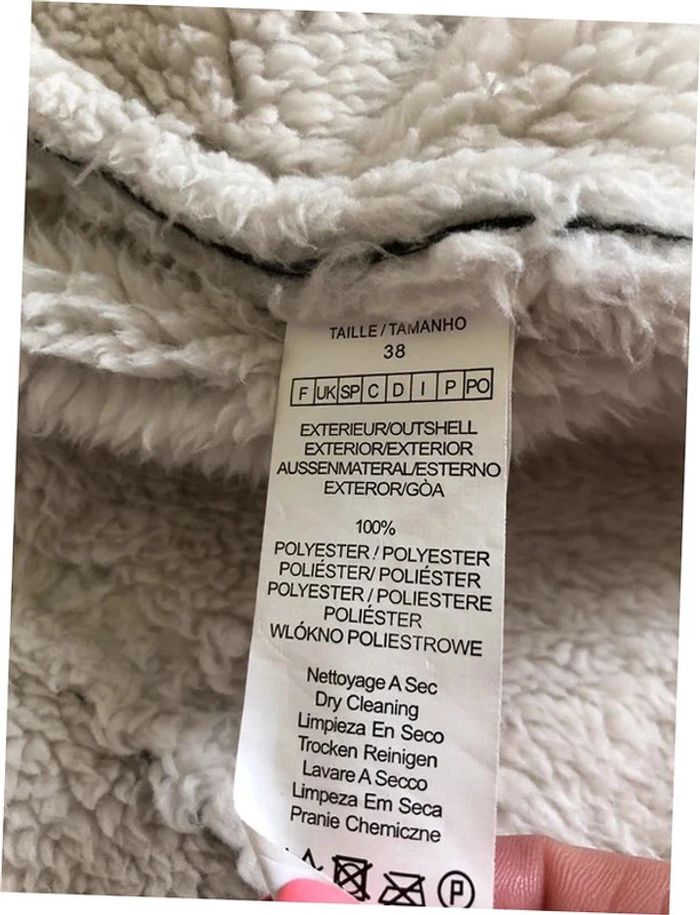 TAILLE / TAMANHO
38
F UK SP C D I P PO
EXTERIEUR/OUTSHELL
EXTERIOR/EXTERIOR
AUSSENMATERAL/ESTERNO
EXTEROR/GÒA
100%
POLYESTER / POLYESTER
POLIÉSTER/ POLIÉSTER
POLYESTER / POLIESTERE
POLIÉSTER
WLÓKNO POLIESTROWE
Nettoyage A Sec
Dry Cleaning
Limpieza En Seco
Trocken Reinigen
Lavare A Secco
Limpeza Em Seca
Pranie Chemiczne
P